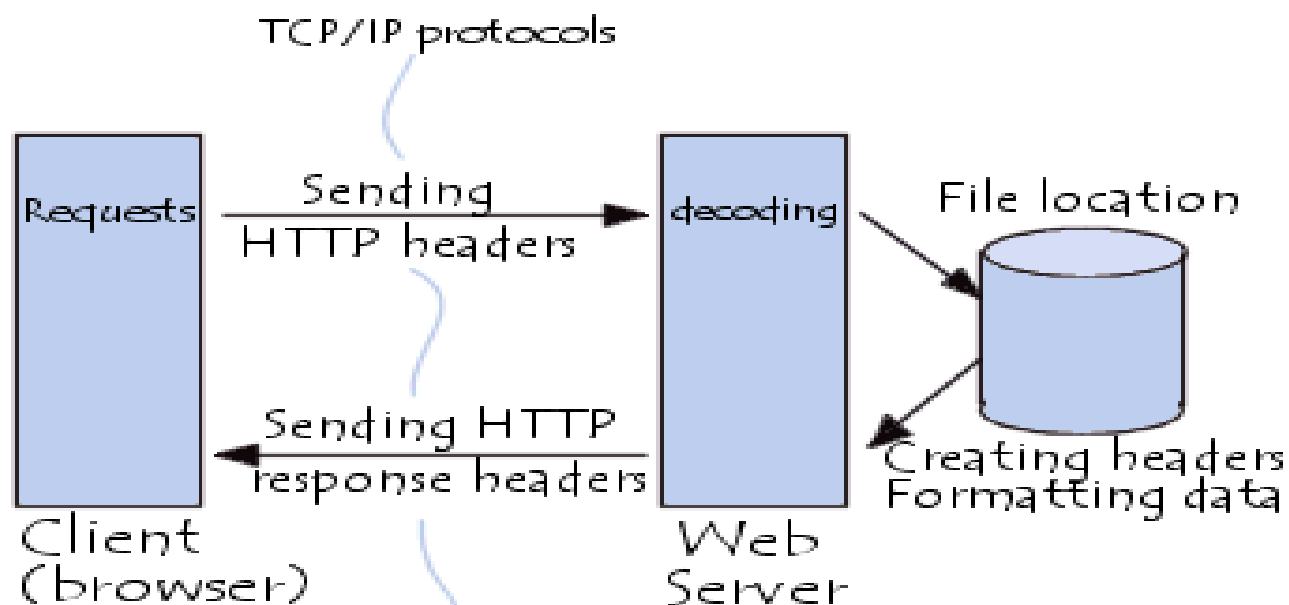 TCP/IP protocols
Requests
Sending
HTTP headers
decoding
File location
Sending HTTP
response headers
Creating headers
Formatting data
Client
(browser)
Web
Server